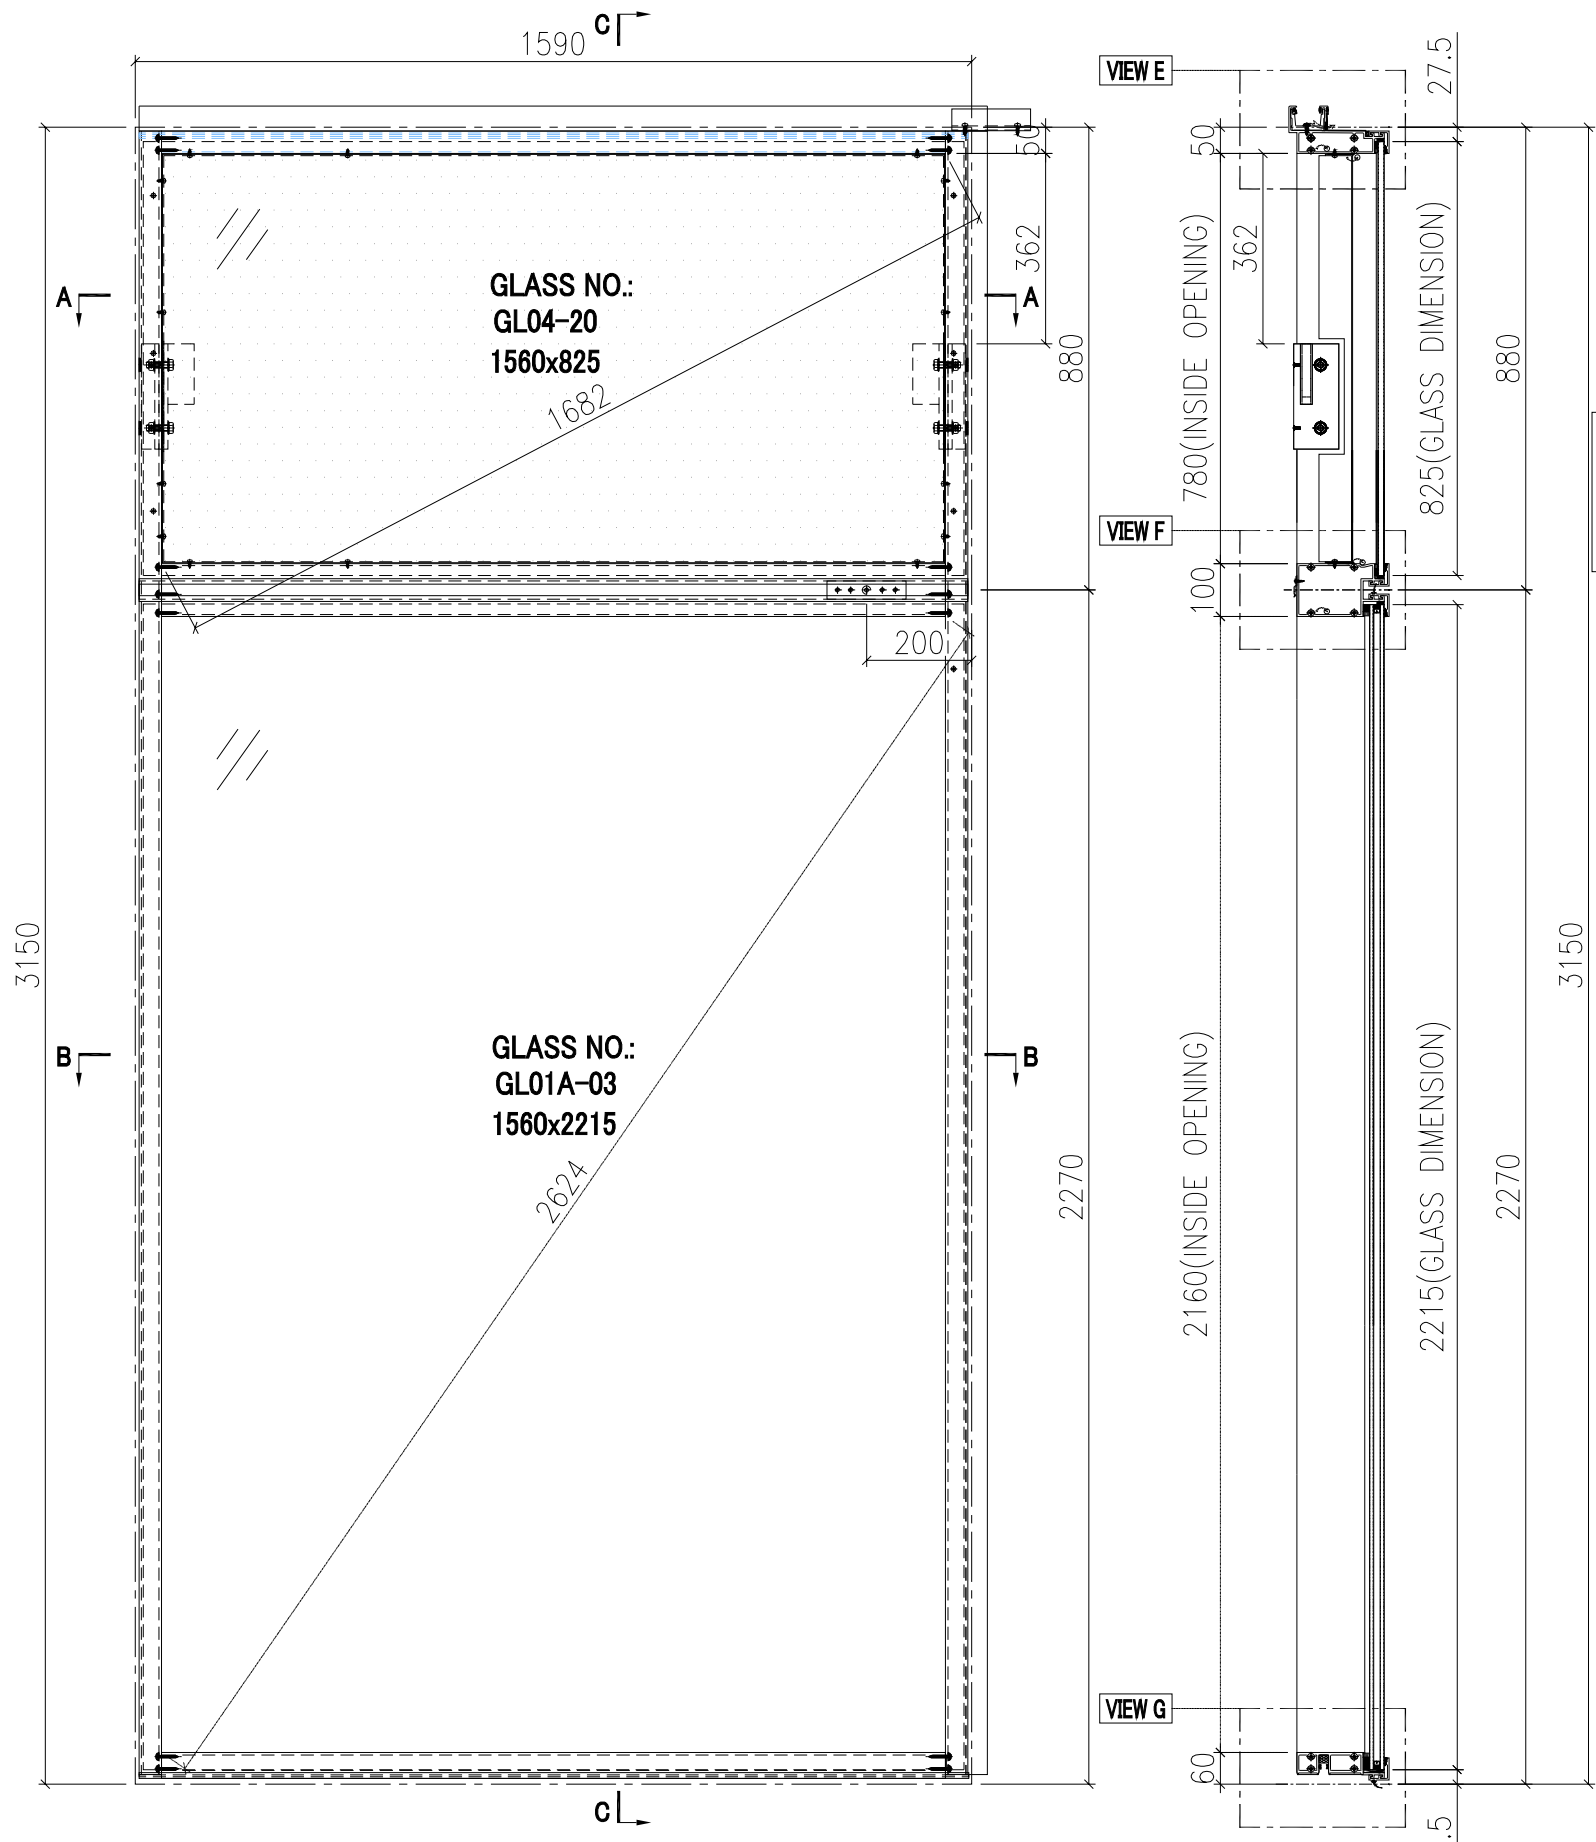 C
1590
27.5
VIEW E
50
50
362
362
GLASS NO.:
GL04-20
1560x825
A
A
880
780(INSIDE OPENING)
825(GLASS DIMENSION)
880
1682
VIEW F
100
200
3150
3150
GLASS NO.:
GL01A-03
1560x2215
B
B
2624
2270
2160(INSIDE OPENING)
2215(GLASS DIMENSION)
2270
VIEW G
60
C
.5